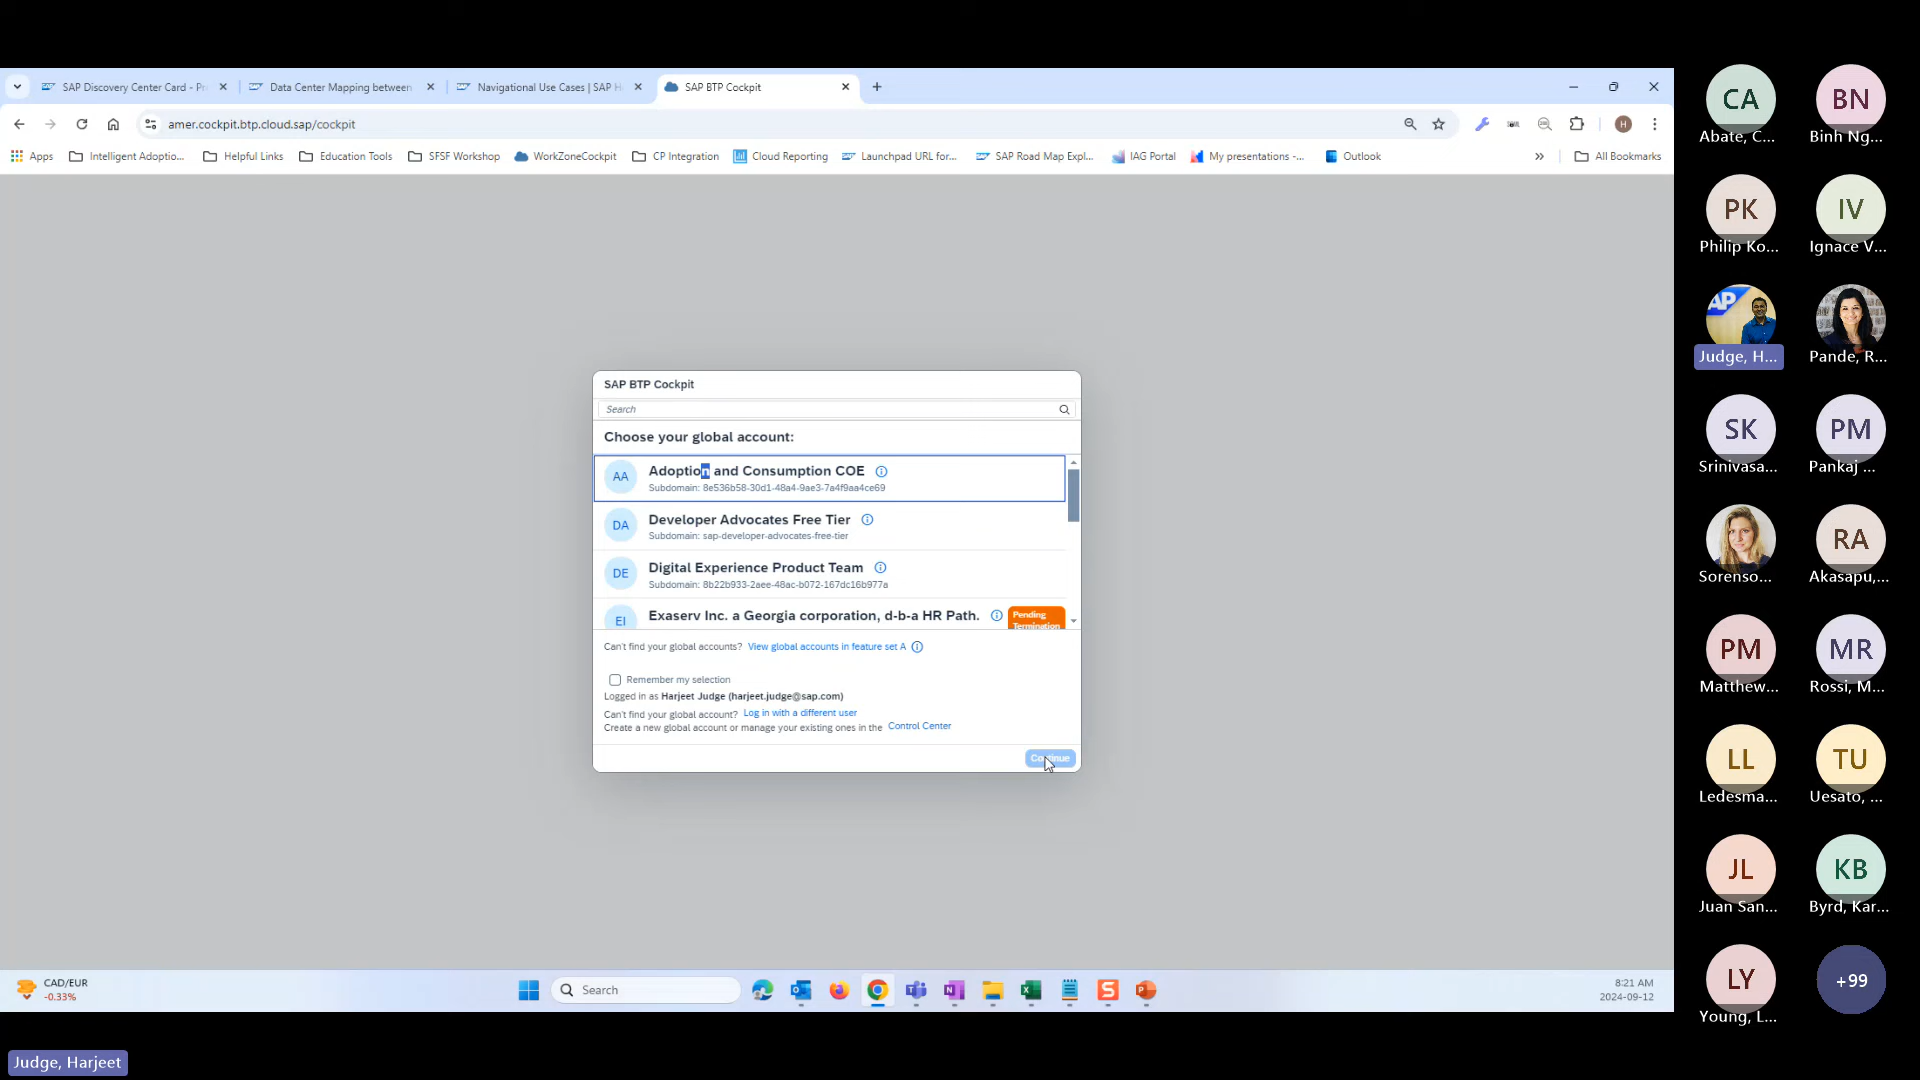 SAP Discovery Center Card - Pr
Data Center Mapping between
Navigational Use Cases | SAP H
SAP BTP Cockpit
amer.cockpit.btp.cloud.sap/cockpit
H
Apps
Intelligent Adoptio...
Helpful Links
Education Tools
SFSF Workshop
WorkZoneCockpit
CP Integration
Cloud Reporting
Launchpad URL for...
SAP Road Map Expl...
IAG Portal
My presentations -...
Outlook
All Bookmarks
SAP BTP Cockpit
Search
Choose your global account:
AA
Adoption and Consumption COE
Subdomain: 8e536b58-30d1-48a4-9ae3-7a4f9aa4ce69
DA
Developer Advocates Free Tier
Subdomain: sap-developer-advocates-free-tier
DE
Digital Experience Product Team
Subdomain: 8b22b933-2aee-48ac-b072-167dc16b977a
EI
Exaserv Inc. a Georgia corporation, d-b-a HR Path.
Pending
Termination
Can't find your global accounts? View global accounts in feature set A
Remember my selection
Logged in as Harjeet Judge (harjeet.judge@sap.com)
Can't find your global account? Log in with a different user
Create a new global account or manage your existing ones in the Control Center
Continue
CAD/EUR
-0.33%
Search
8:21 AM
2024-09-12
CA
Abate, C...
BN
Binh Ng...
PK
Philip Ko...
IV
Ignace V...
AP
Judge, H...
Pande, R...
SK
Srinivasa...
PM
Pankaj ...
Sorenso...
RA
Akasapu,...
PM
Matthew...
MR
Rossi, M...
LL
Ledesma...
TU
Uesato, ...
JL
Juan San...
KB
Byrd, Kar...
LY
Young, L...
+99
Judge, Harjeet